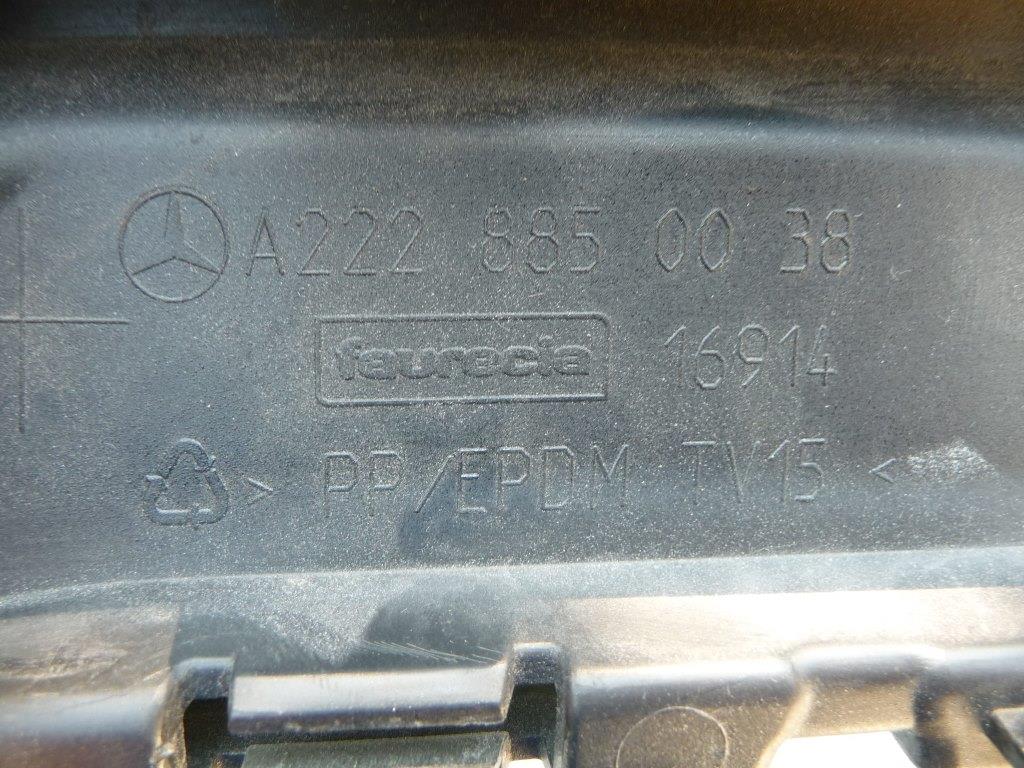 A222 885 00 38
faurecia 16914
> PP/EPDM TV15 <